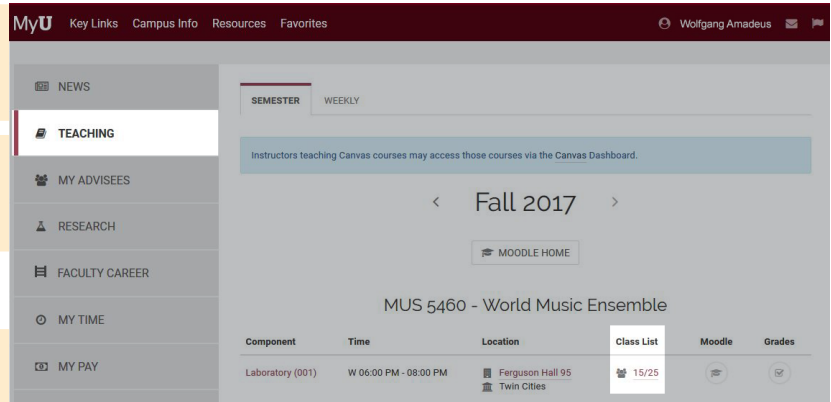 MyU Key Links Campus Info Resources Favorites Wolfgang Amadeus
NEWS
TEACHING
MY ADVISEES
RESEARCH
FACULTY CAREER
MY TIME
MY PAY
SEMESTER WEEKLY
Instructors teaching Canvas courses may access those courses via the Canvas Dashboard.
< Fall 2017 >
MOODLE HOME
MUS 5460 - World Music Ensemble
Component Time Location Class List Moodle Grades
Laboratory (001) W 06:00 PM - 08:00 PM Ferguson Hall 95 15/25
Twin Cities